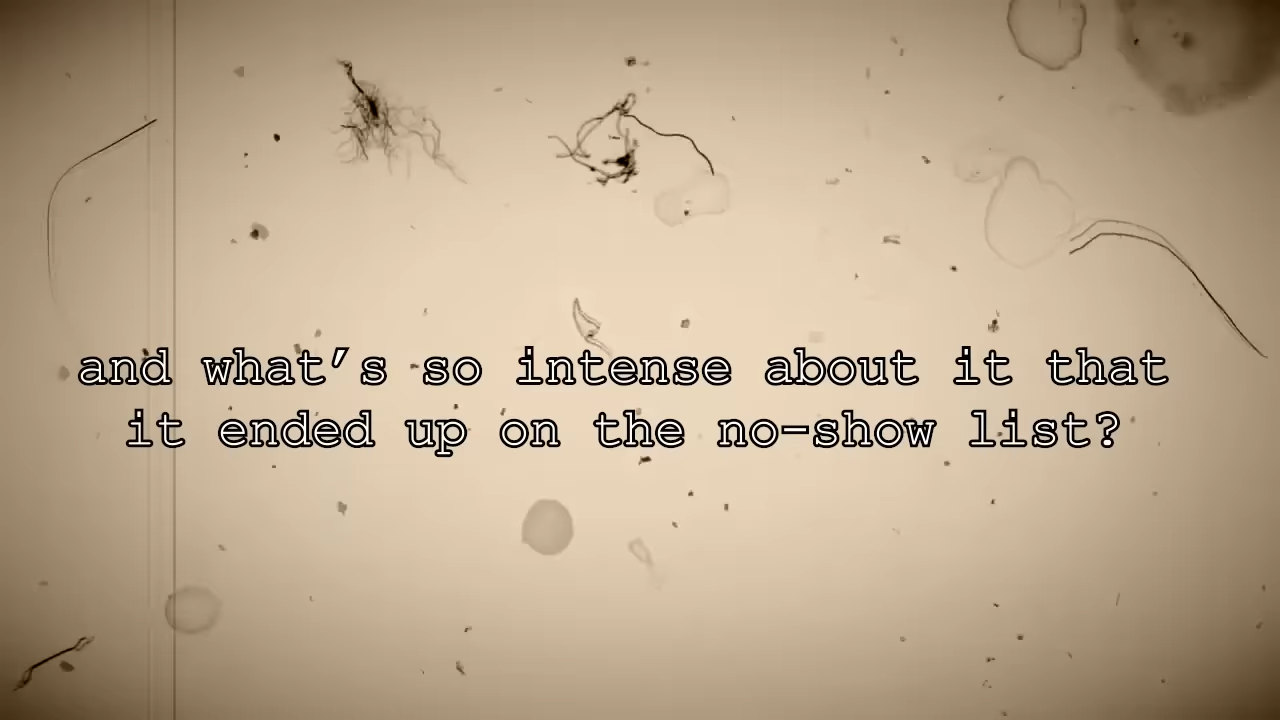 and what's so intense about it that
it ended up on the no-show list?